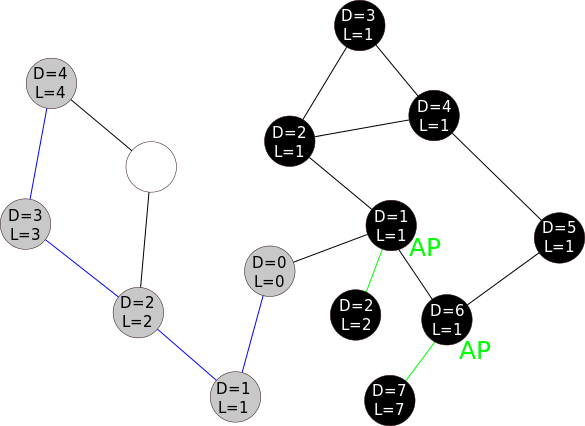 D=3
L=1
D=4
L=4
D=4
L=1
D=2
L=1
D=3
L=3
D=1
L=1
AP
D=5
L=1
D=0
L=0
D=2
L=2
D=2
L=2
D=6
L=1
AP
D=1
L=1
D=7
L=7